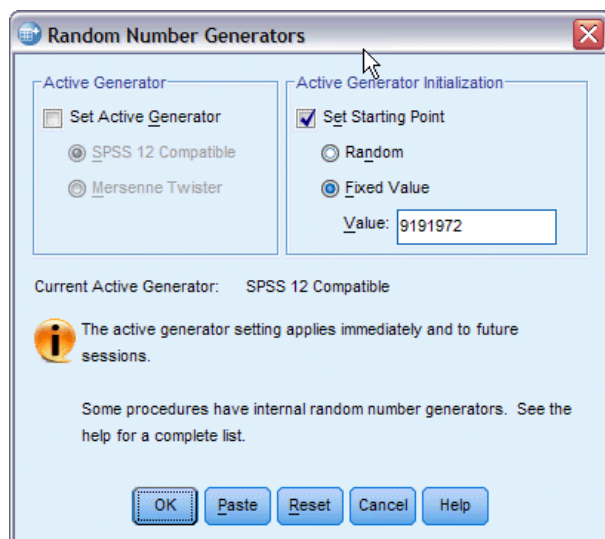 Random Number Generators
Active Generator
Set Active Generator
SPSS 12 Compatible
Mersenne Twister
Active Generator Initialization
Set Starting Point
Random
Fixed Value
Value: 9191972
Current Active Generator: SPSS 12 Compatible
The active generator setting applies immediately and to future
sessions.
Some procedures have internal random number generators. See the
help for a complete list.
OK Paste Reset Cancel Help